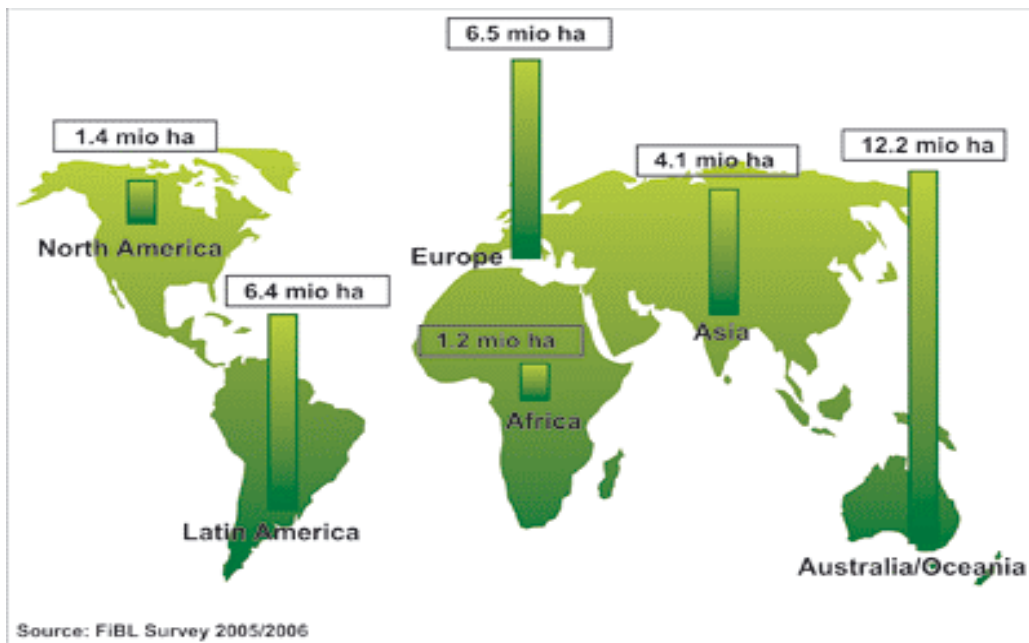 6.5 mio ha
1.4 mio ha
4.1 mio ha
12.2 mio ha
North America
Europe
6.4 mio ha
1.2 mio ha
Asia
Africa
Latin America
Australia/Oceania
Source: FiBL Survey 2005/2006